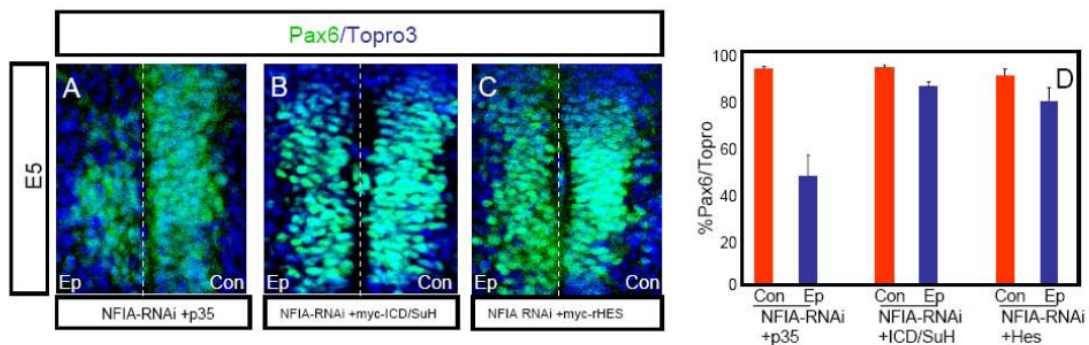 Pax6/Topro3
E5
A
B
C
Ep
Con
Ep
Con
Ep
Con
NFIA-RNAi +p35
NFIA-RNAi +myc-ICD/SuH
NFIA RNAi +myc-rHES
D
%Pax6/Topro
100
80
60
40
20
0
Con Ep
Con Ep
Con Ep
NFIA-RNAi
+p35
NFIA-RNAi
+ICD/SuH
NFIA-RNAi
+Hes